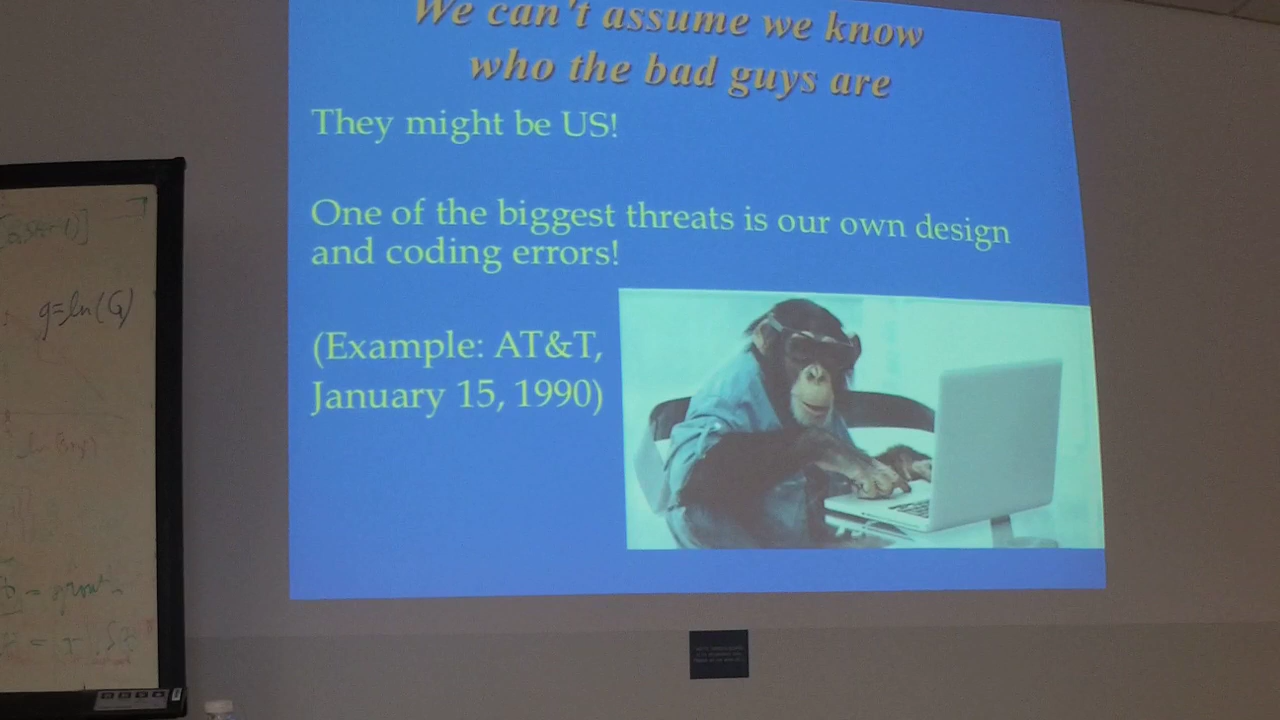 We can't assume we know
who the bad guys are
They might be US!
One of the biggest threats is our own design
and coding errors!
(Example: AT&T,
January 15, 1990)
g=ln(G)